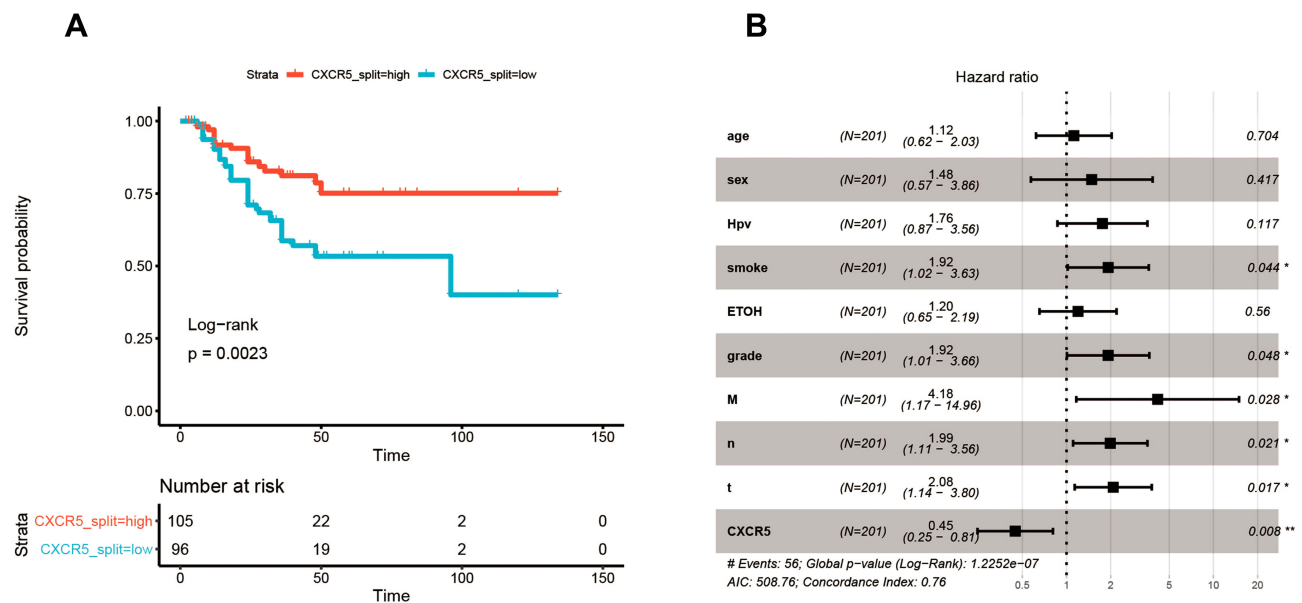 A
Strata CXCR5_split=high CXCR5_split=low
Survival probability
1.00
0.75
0.50
0.25
0.00
Log−rank
p = 0.0023
0 50 100 150
Time
Number at risk
Strata
CXCR5_split=high 105 22 2 0
CXCR5_split=low 96 19 2 0
0 50 100 150
Time
B
Hazard ratio
age (N=201) 1.12 0.704
(0.62 − 2.03)
sex (N=201) 1.48 0.417
(0.57 − 3.86)
Hpv (N=201) 1.76 0.117
(0.87 − 3.56)
smoke (N=201) 1.92 0.044 *
(1.02 − 3.63)
ETOH (N=201) 1.20 0.56
(0.65 − 2.19)
grade (N=201) 1.92 0.048 *
(1.01 − 3.66)
M (N=201) 4.18 0.028 *
(1.17 − 14.96)
n (N=201) 1.99 0.021 *
(1.11 − 3.56)
t (N=201) 2.08 0.017 *
(1.14 − 3.80)
CXCR5 (N=201) 0.45 0.008 **
(0.25 − 0.81)
# Events: 56; Global p−value (Log−Rank): 1.2252e−07
AIC: 508.76; Concordance Index: 0.76
0.5 1 2 5 10 20